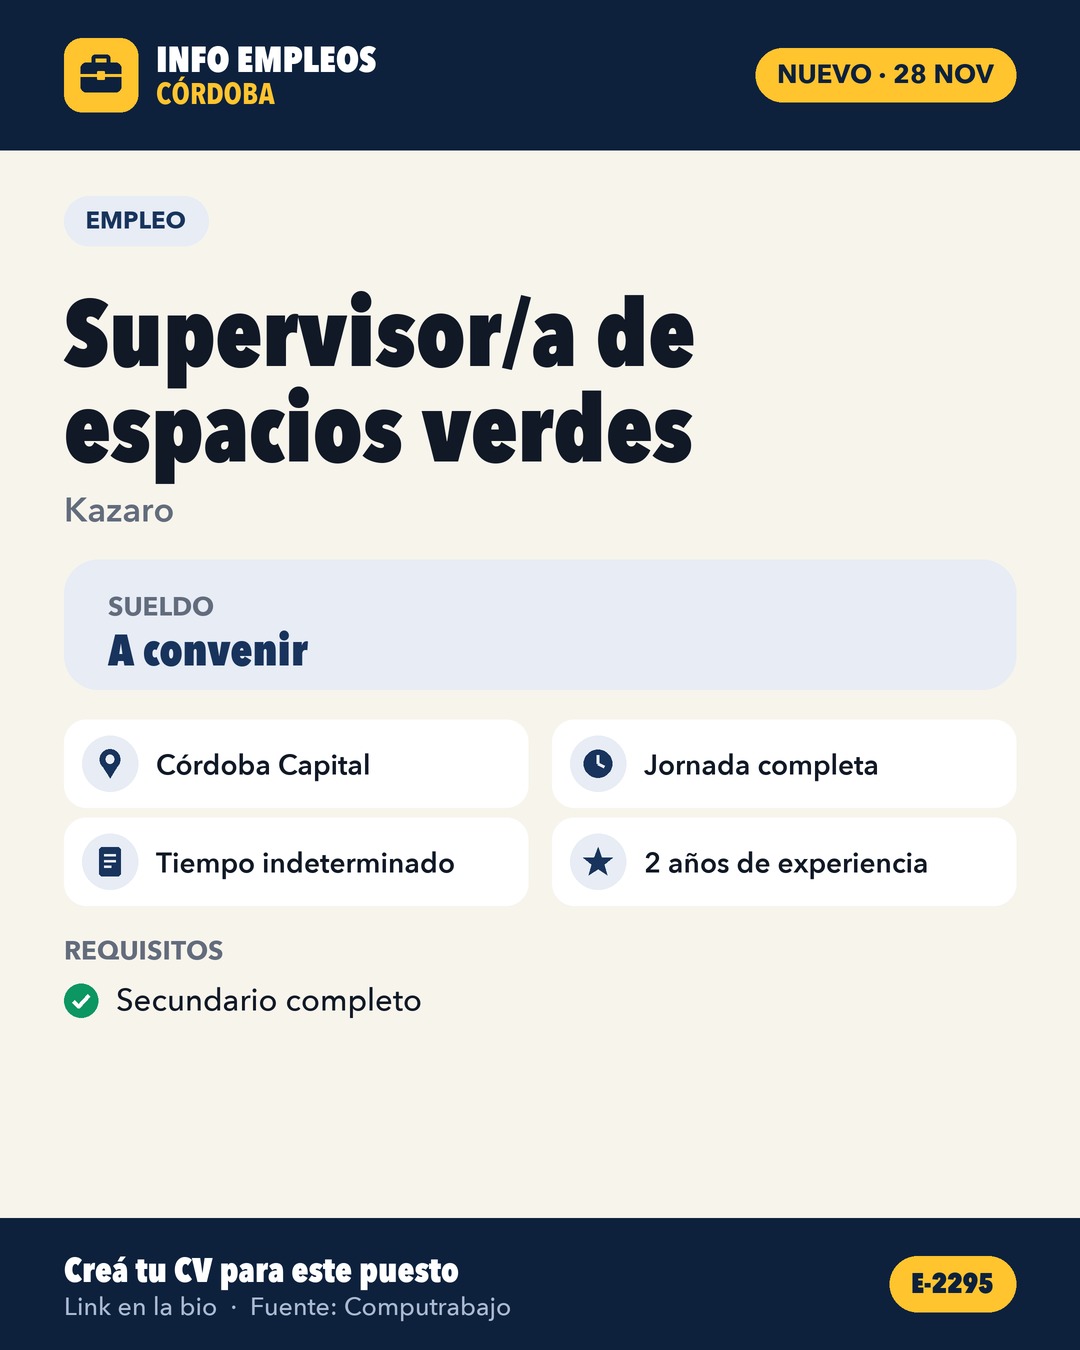 INFO EMPLEOS
CÓRDOBA
NUEVO · 28 NOV
EMPLEO
Supervisor/a de
espacios verdes
Kazaro
SUELDO
A convenir
Córdoba Capital
Jornada completa
Tiempo indeterminado
2 años de experiencia
REQUISITOS
Secundario completo
Creá tu CV para este puesto
Link en la bio · Fuente: Computrabajo
E-2295